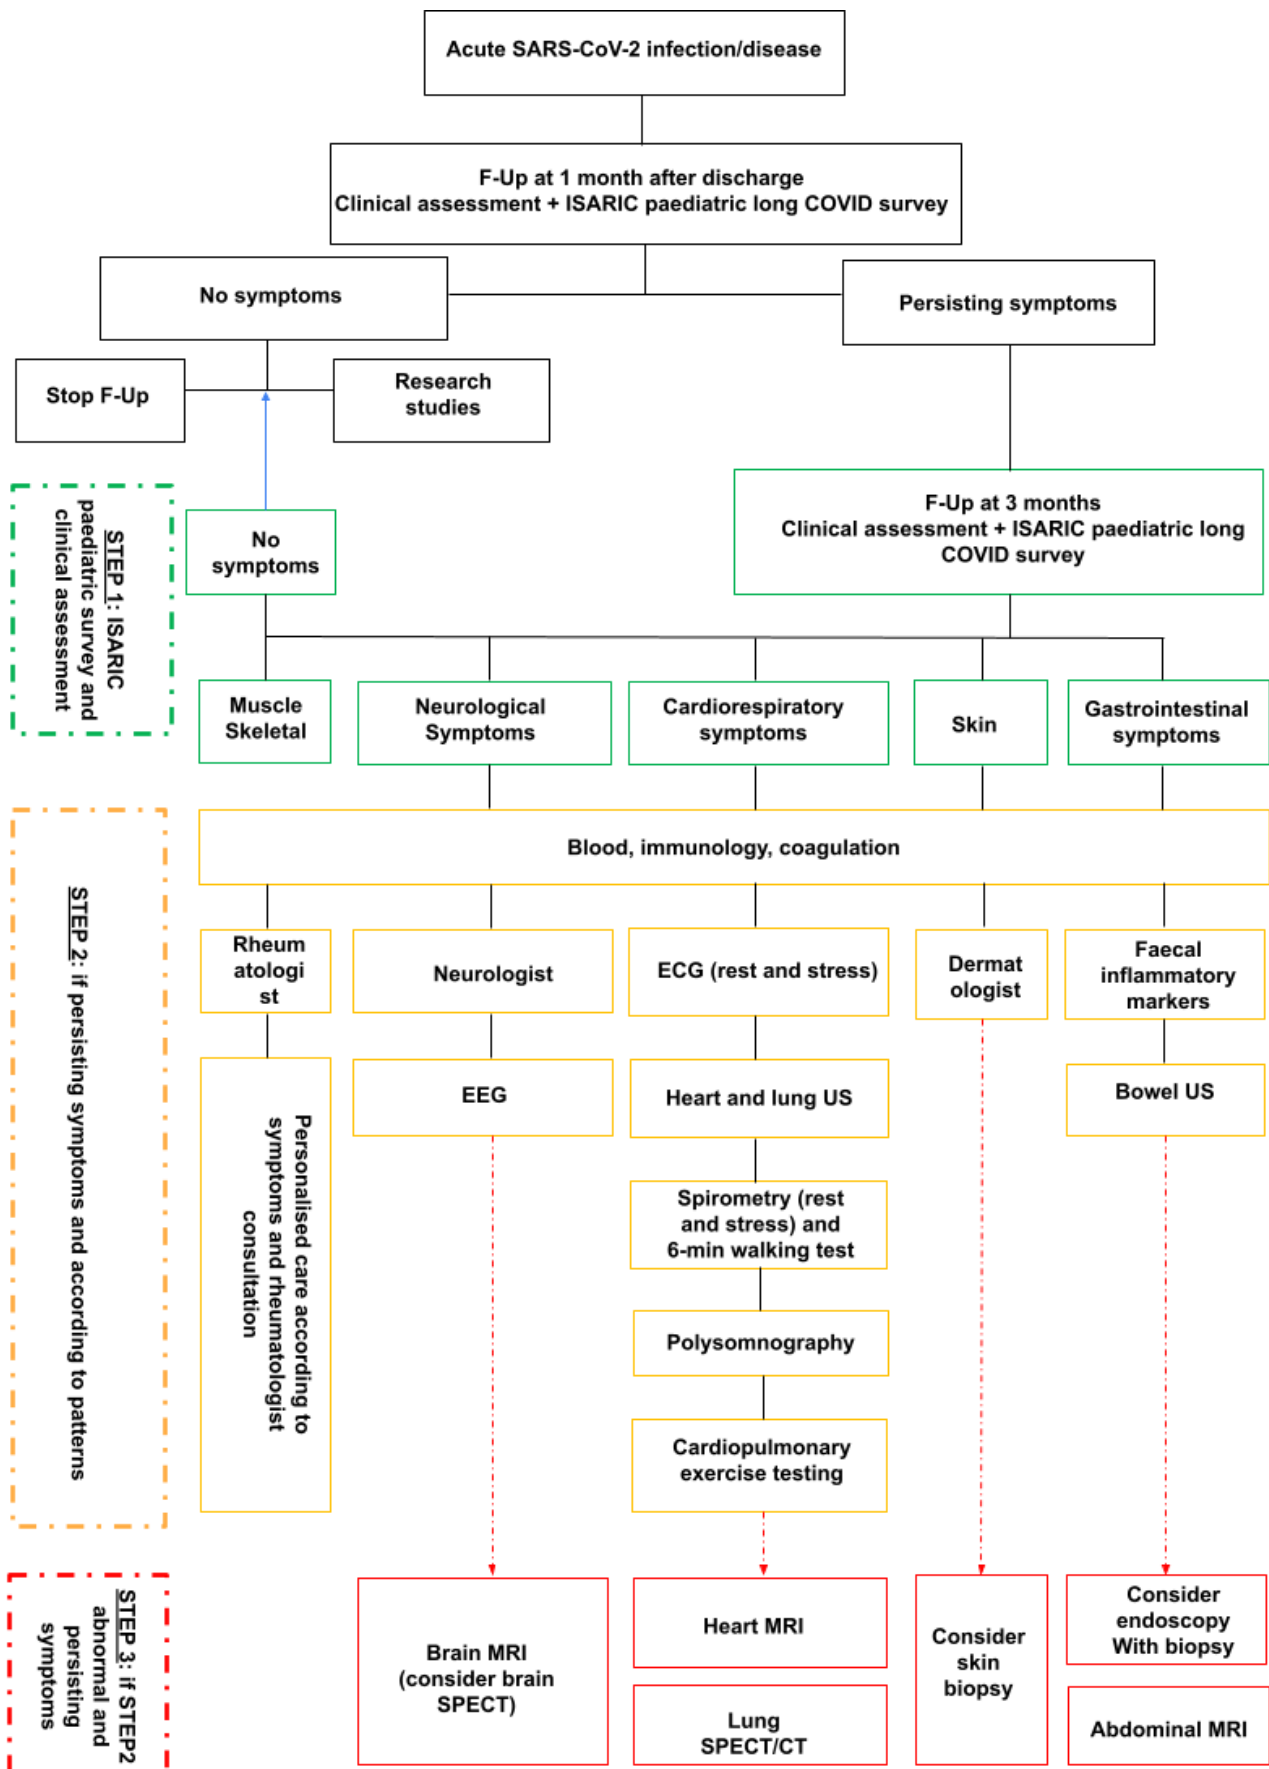 Acute SARS-CoV-2 infection/disease
F-Up at 1 month after discharge
Clinical assessment + ISARIC paediatric long COVID survey
No symptoms
Persisting symptoms
Stop F-Up
Research
studies
STEP 1: ISARIC
paediatric survey and
clinical assessment
No
symptoms
F-Up at 3 months
Clinical assessment + ISARIC paediatric long
COVID survey
Muscle
Skeletal
Neurological
Symptoms
Cardiorespiratory
symptoms
Skin
Gastrointestinal
symptoms
STEP 2: if persisting symptoms and according to patterns
Blood, immunology, coagulation
Rheum
atologi
st
Neurologist
ECG (rest and stress)
Dermat
ologist
Faecal
inflammatory
markers
Personalised care according to
symptoms and rheumatologist
consultation
EEG
Heart and lung US
Bowel US
Spirometry (rest
and stress) and
6-min walking test
Polysomnography
Cardiopulmonary
exercise testing
STEP 3: if STEP2
abnormal and
persisting
symptoms
Brain MRI
(consider brain
SPECT)
Heart MRI
Lung
SPECT/CT
Consider
skin
biopsy
Consider
endoscopy
With biopsy
Abdominal MRI